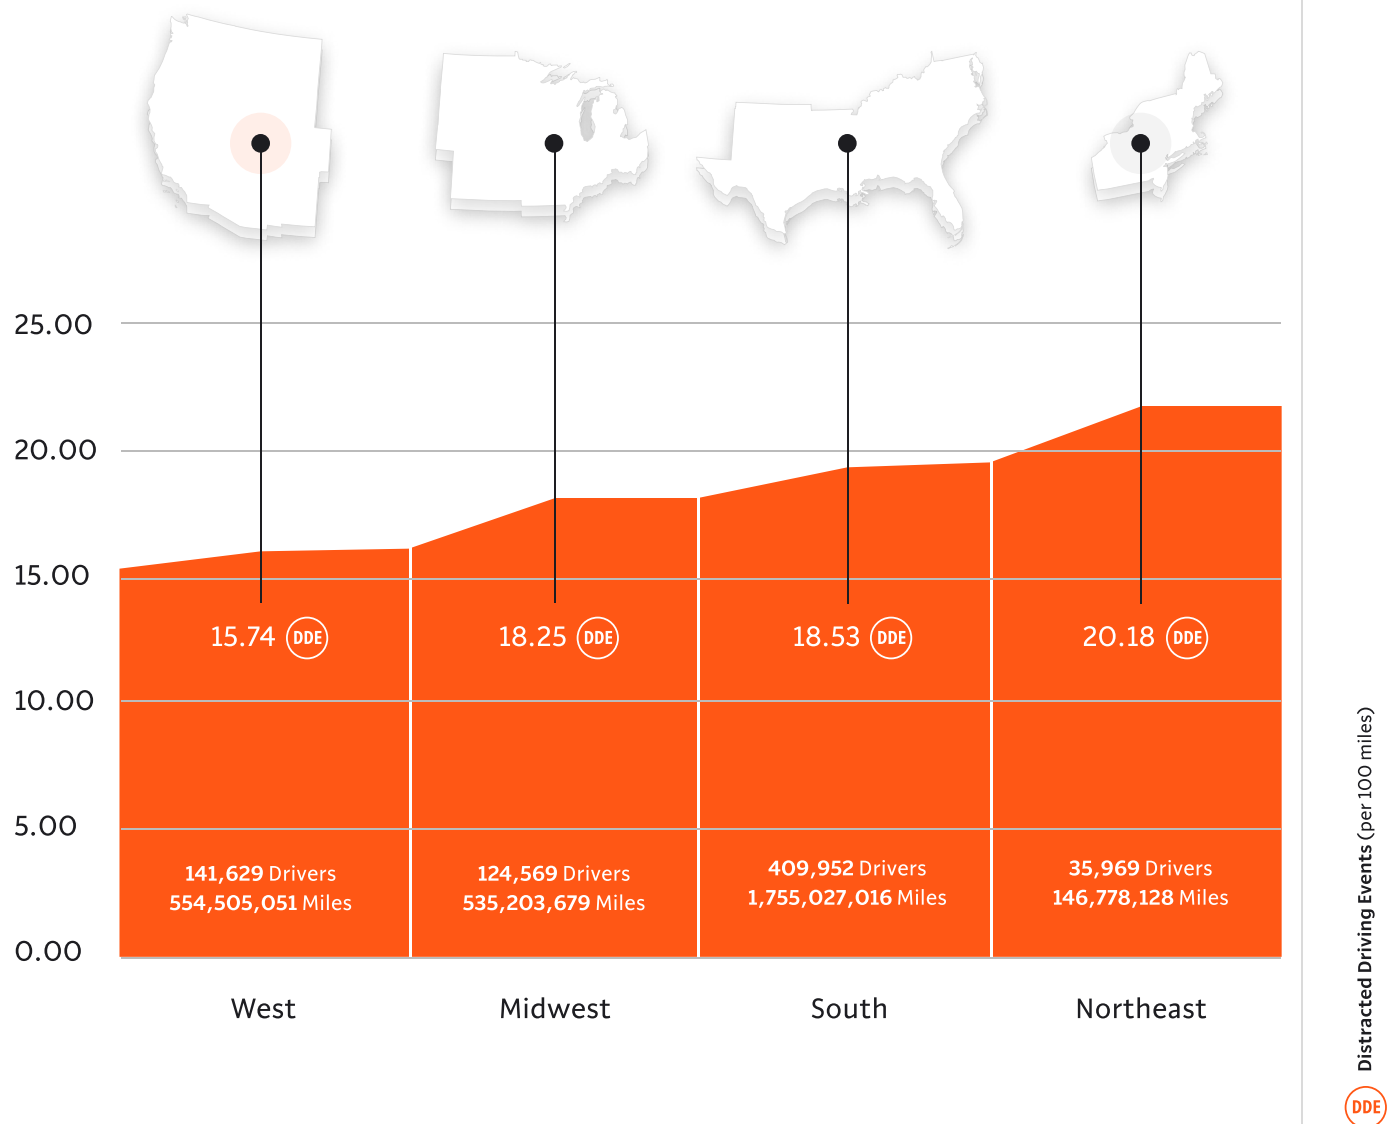 25.00
20.00
15.00
10.00
5.00
0.00
15.74 DDE
18.25 DDE
18.53 DDE
20.18 DDE
141,629 Drivers
554,505,051 Miles
124,569 Drivers
535,203,679 Miles
409,952 Drivers
1,755,027,016 Miles
35,969 Drivers
146,778,128 Miles
West
Midwest
South
Northeast
DDE Distracted Driving Events (per 100 miles)